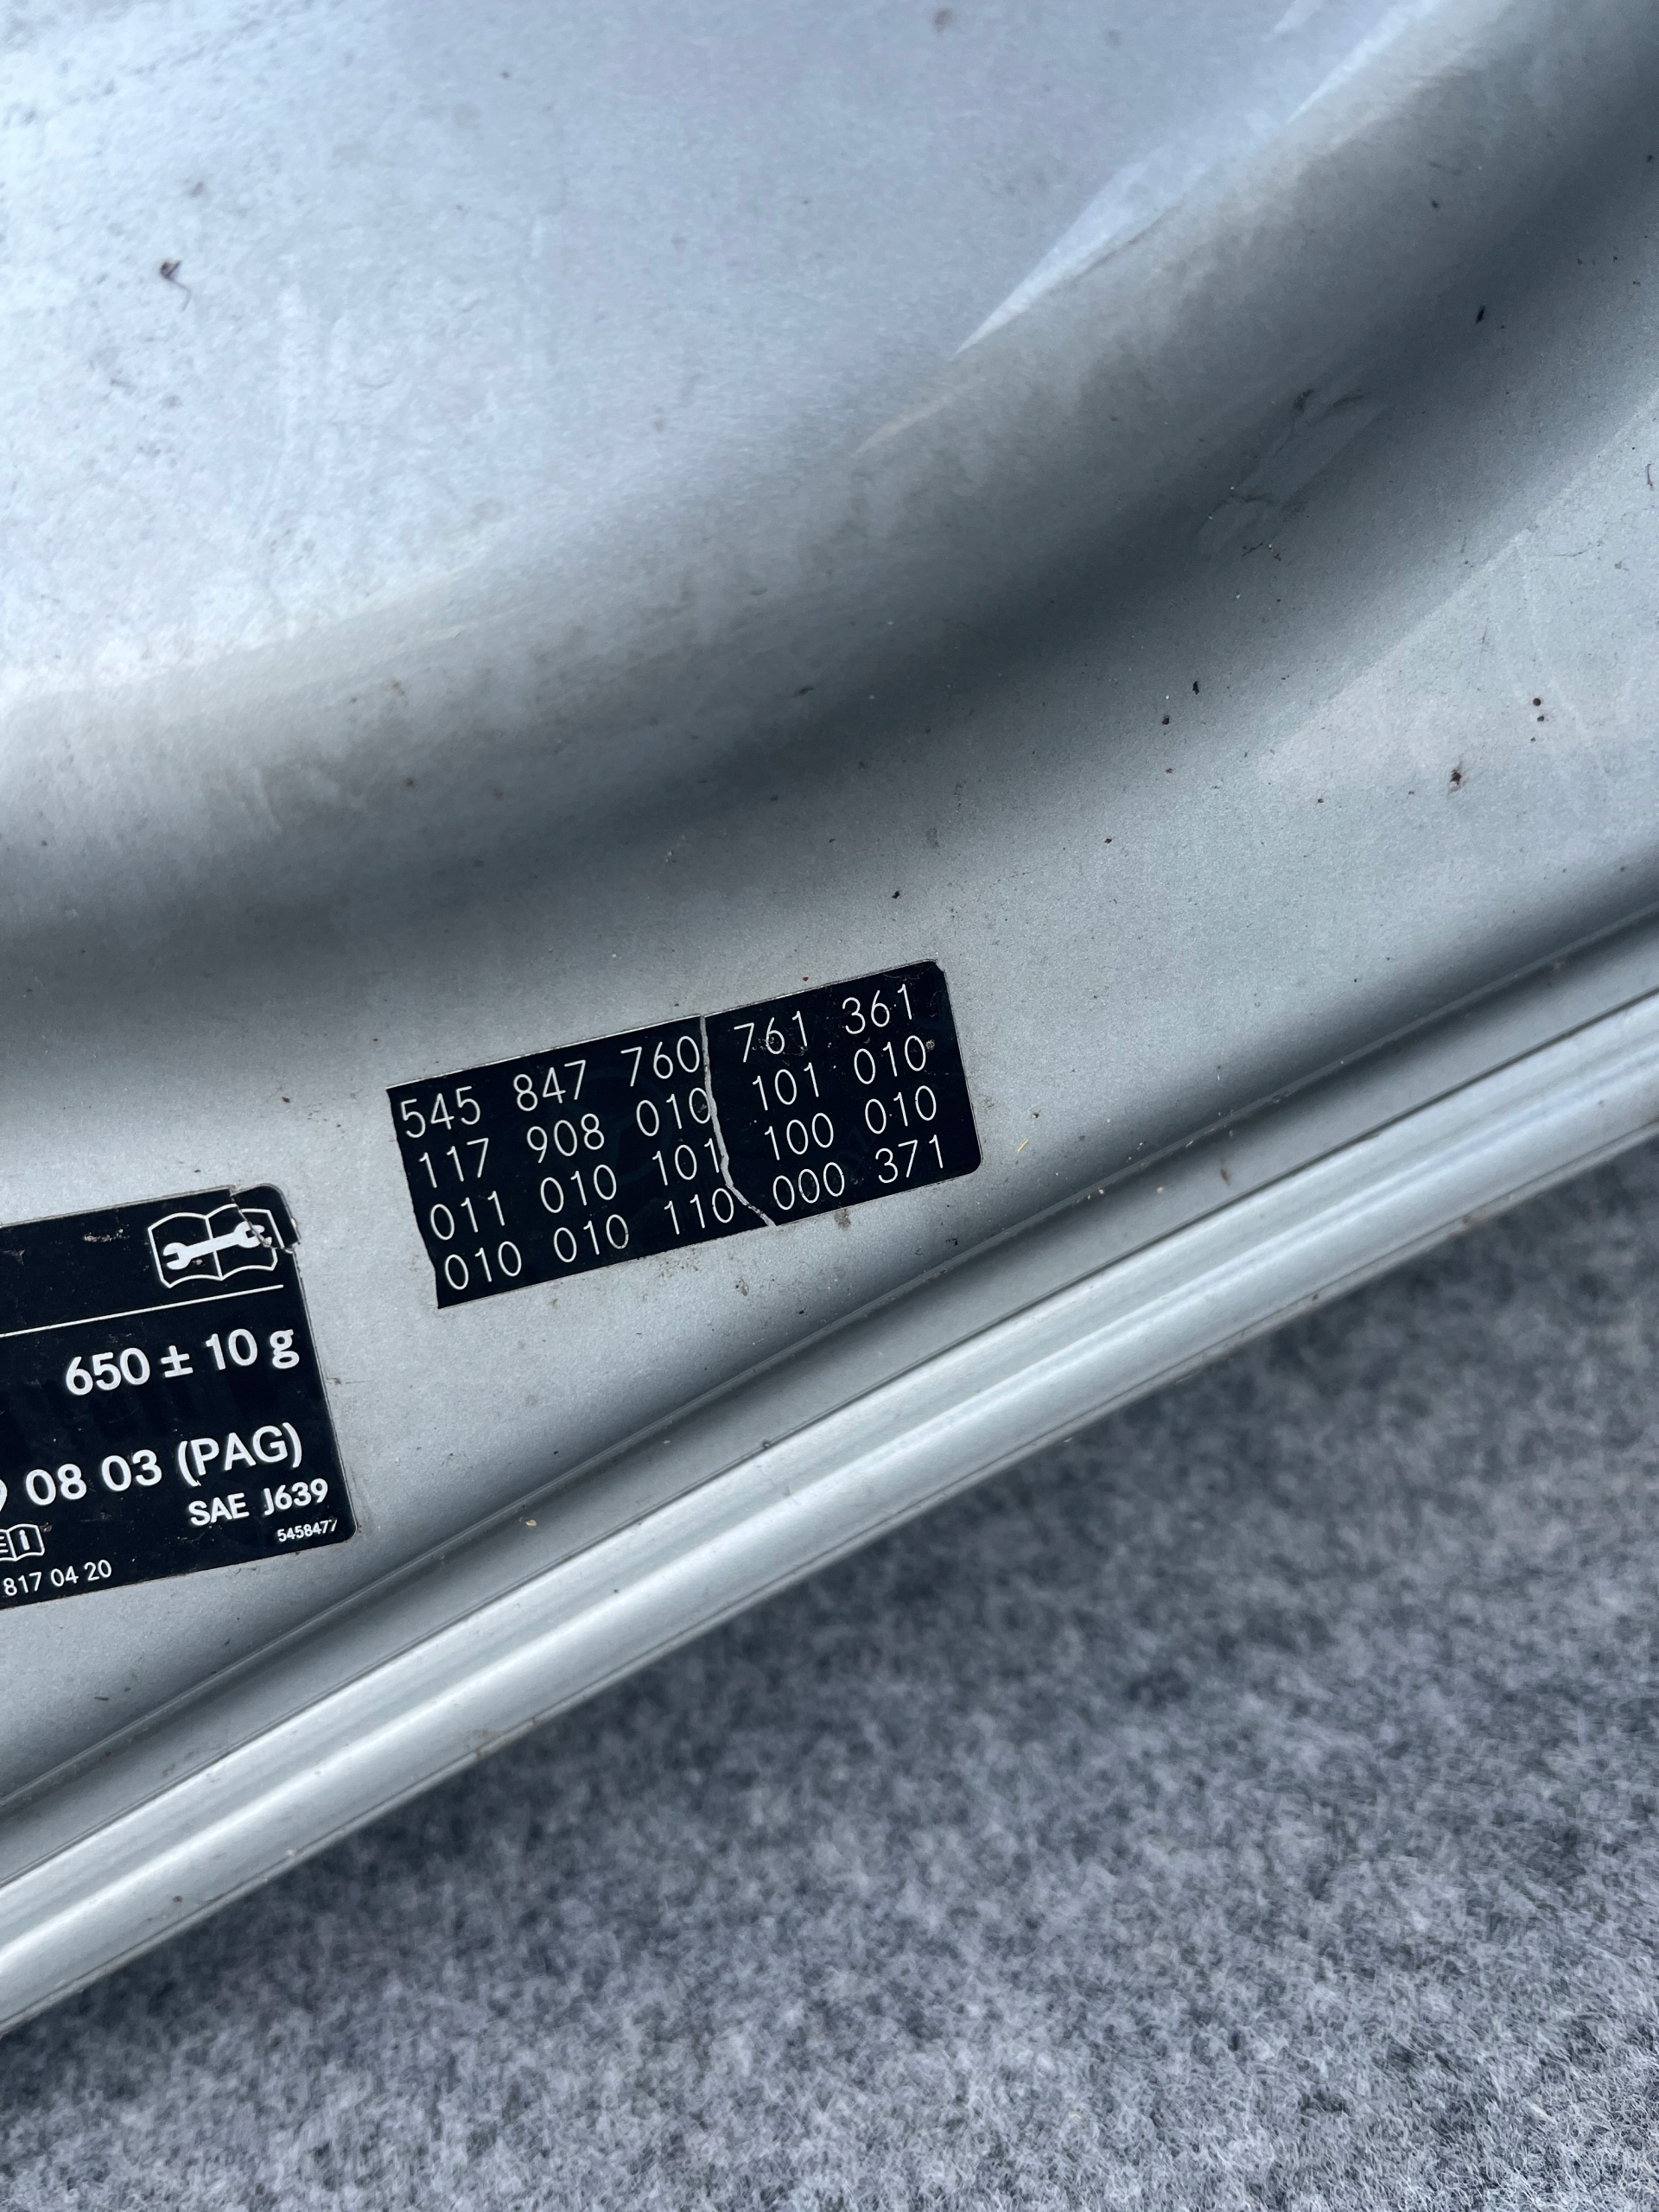 545 847 760 761 361
117 908 010 101 010
011 010 101 100 010
010 010 110 000 371
650 ± 10 g
08 03 (PAG)
SAE J639
545847
817 04 20